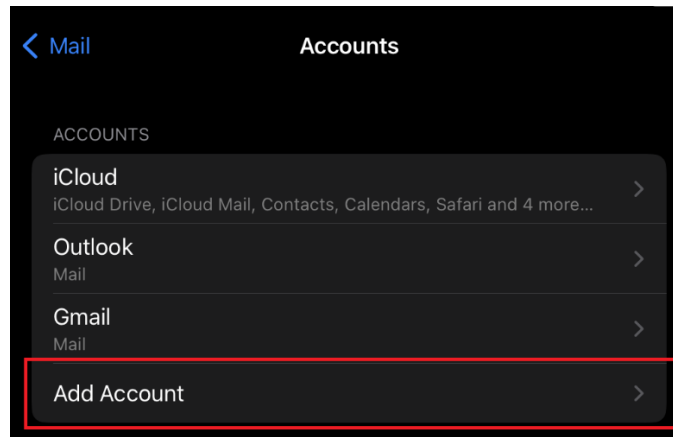 Mail
Accounts
ACCOUNTS
iCloud
iCloud Drive, iCloud Mail, Contacts, Calendars, Safari and 4 more...
Outlook
Mail
Gmail
Mail
Add Account